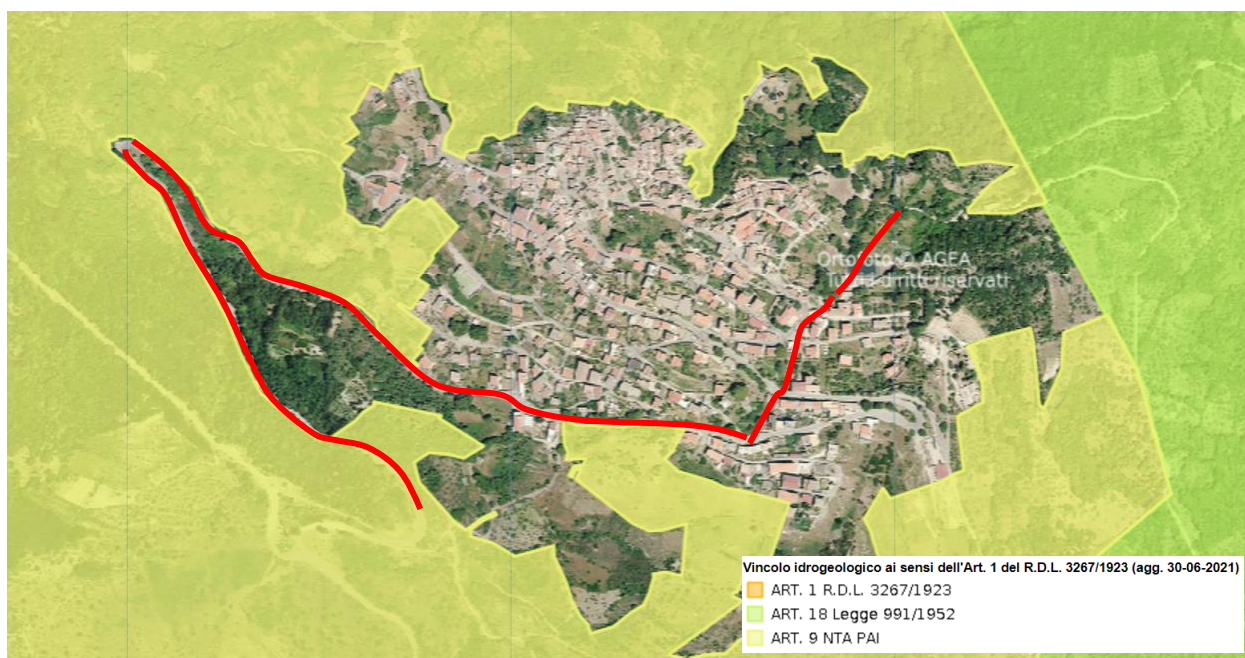 Ortofoto © AGEA
Tutti i diritti riservati
Vincolo idrogeologico ai sensi dell'Art. 1 del R.D.L. 3267/1923 (agg. 30-06-2021)
ART. 1 R.D.L. 3267/1923
ART. 18 Legge 991/1952
ART. 9 NTA PAI